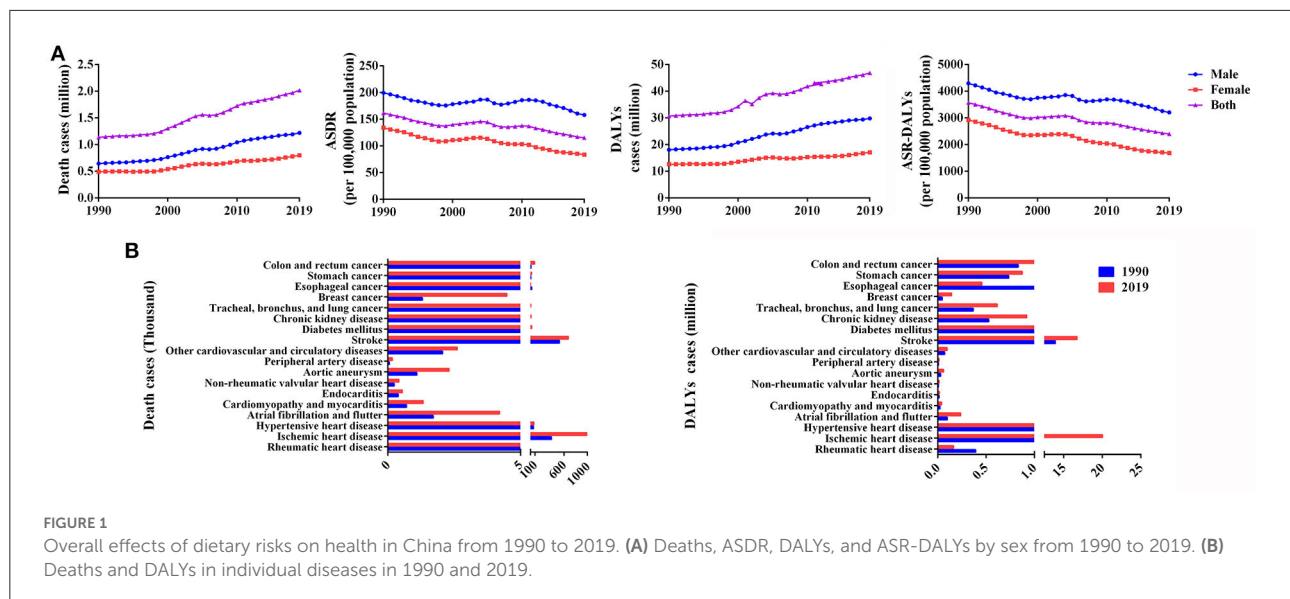 A
Death cases (million)
2.5
2.0
1.5
1.0
0.5
0.0
1990
2000
2010
2019
ASDR
(per 100,000 population)
250
200
150
100
50
0
1990
2000
2010
2019
DALYs
cases (million)
50
40
30
20
10
0
1990
2000
2010
2019
ASR-DALYs
(per 100,000 population)
5000
4000
3000
2000
1000
0
1990
2000
2010
2019
Male
Female
Both
B
Death cases (Thousand)
Colon and rectum cancer
Stomach cancer
Esophageal cancer
Breast cancer
Tracheal, bronchus, and lung cancer
Chronic kidney disease
Diabetes mellitus
Stroke
Other cardiovascular and circulatory diseases
Peripheral artery disease
Aortic aneurysm
Non-rheumatic valvular heart disease
Endocarditis
Cardiomyopathy and myocarditis
Atrial fibrillation and flutter
Hypertensive heart disease
Ischemic heart disease
Rheumatic heart disease
0
5
100
600
1000
DALYs cases (million)
Colon and rectum cancer
Stomach cancer
Esophageal cancer
Breast cancer
Tracheal, bronchus, and lung cancer
Chronic kidney disease
Diabetes mellitus
Stroke
Other cardiovascular and circulatory diseases
Peripheral artery disease
Aortic aneurysm
Non-rheumatic valvular heart disease
Endocarditis
Cardiomyopathy and myocarditis
Atrial fibrillation and flutter
Hypertensive heart disease
Ischemic heart disease
Rheumatic heart disease
0.0
0.5
1.0
15
20
25
1990
2019
FIGURE 1
Overall effects of dietary risks on health in China from 1990 to 2019. (A) Deaths, ASDR, DALYs, and ASR-DALYs by sex from 1990 to 2019. (B)
Deaths and DALYs in individual diseases in 1990 and 2019.